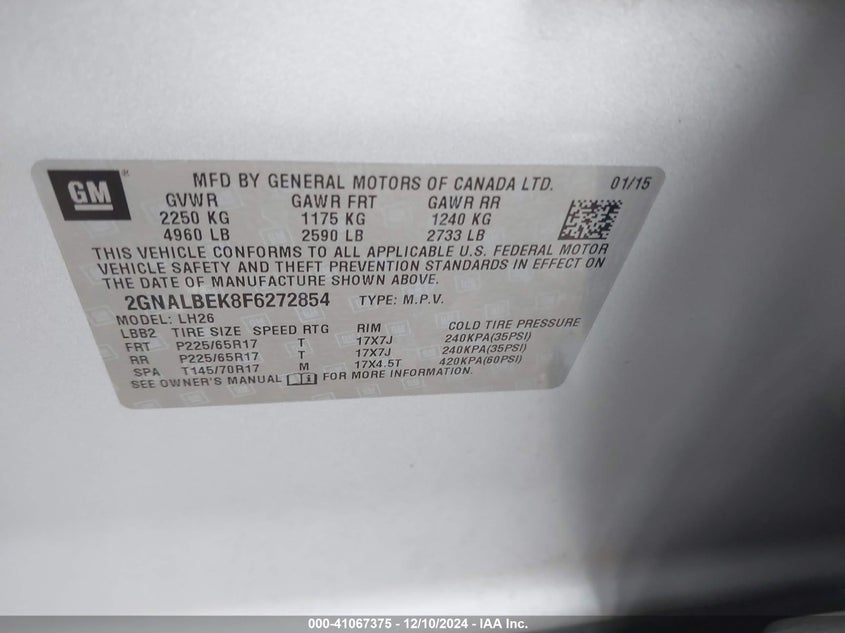 GM® MFD BY GENERAL MOTORS OF CANADA LTD. 01/15
GVWR GAWR FRT GAWR RR
2250 KG 1175 KG 1240 KG
4960 LB 2590 LB 2733 LB
THIS VEHICLE CONFORMS TO ALL APPLICABLE U.S. FEDERAL MOTOR
VEHICLE SAFETY AND THEFT PREVENTION STANDARDS IN EFFECT ON
THE DATE OF MANUFACTURE SHOWN ABOVE.
2GNALBEK8F6272854 TYPE: M.P.V.
MODEL: LH26
LBB2 TIRE SIZE SPEED RTG RIM COLD TIRE PRESSURE
FRT P225/65R17 T 17X7J 240KPA(35PSI)
RR P225/65R17 T 17X7J 240KPA(35PSI)
SPA T145/70R17 M 17X4.5T 420KPA(60PSI)
SEE OWNER'S MANUAL FOR MORE INFORMATION.
000-41067375 - 12/10/2024 - IAA Inc.